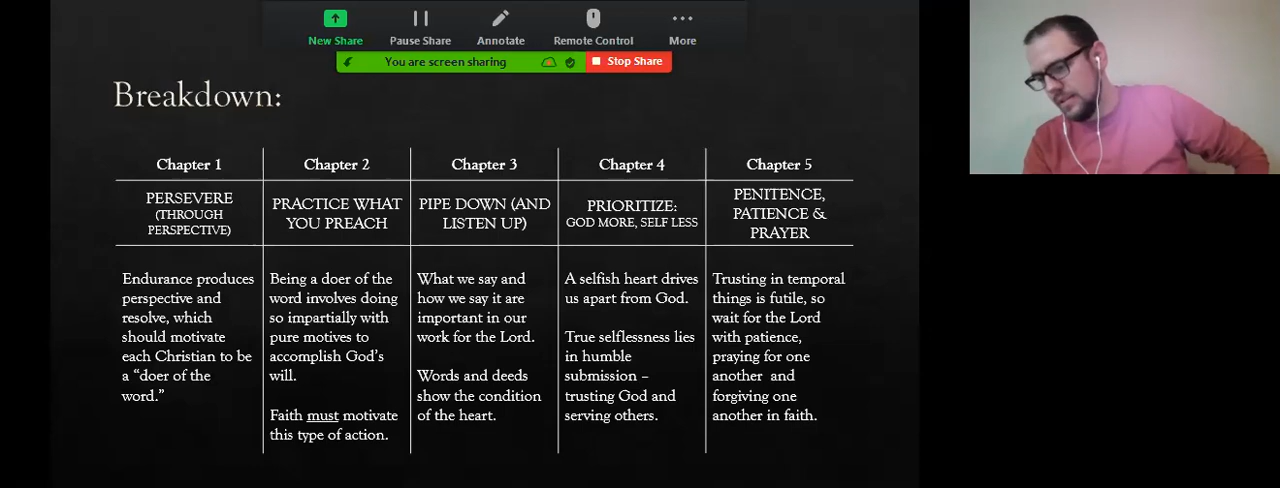 New Share
Pause Share
Annotate
Remote Control
More
You are screen sharing
Stop Share
Breakdown:
Chapter 1
Chapter 2
Chapter 3
Chapter 4
Chapter 5
PERSEVERE
(THROUGH
PERSPECTIVE)
PRACTICE WHAT
YOU PREACH
PIPE DOWN (AND
LISTEN UP)
PRIORITIZE:
GOD MORE, SELF LESS
PENITENCE,
PATIENCE &
PRAYER
Endurance produces
perspective and
resolve, which
should motivate
each Christian to be
a “doer of the
word.”
Being a doer of the
word involves doing
so impartially with
pure motives to
accomplish God’s
will.
Faith must motivate
this type of action.
What we say and
how we say it are
important in our
work for the Lord.
Words and deeds
show the condition
of the heart.
A selfish heart drives
us apart from God.
True selflessness lies
in humble
submission –
trusting God and
serving others.
Trusting in temporal
things is futile, so
wait for the Lord
with patience,
praying for one
another and
forgiving one
another in faith.